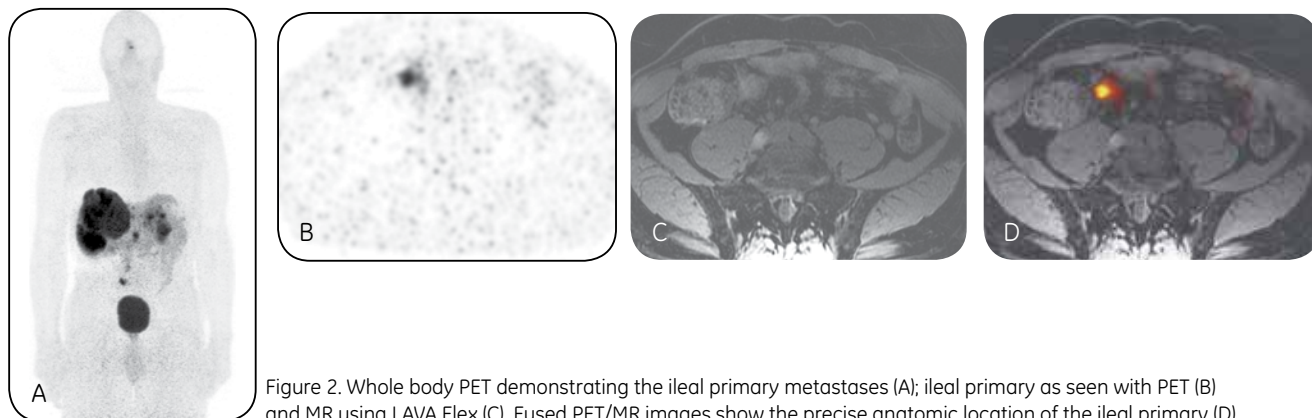 B
C
D
A
Figure 2. Whole body PET demonstrating the ileal primary metastases (A); ileal primary as seen with PET (B)
and MR using LAVA Flex (C). Fused PET/MR images show the precise anatomic location of the ileal primary (D).